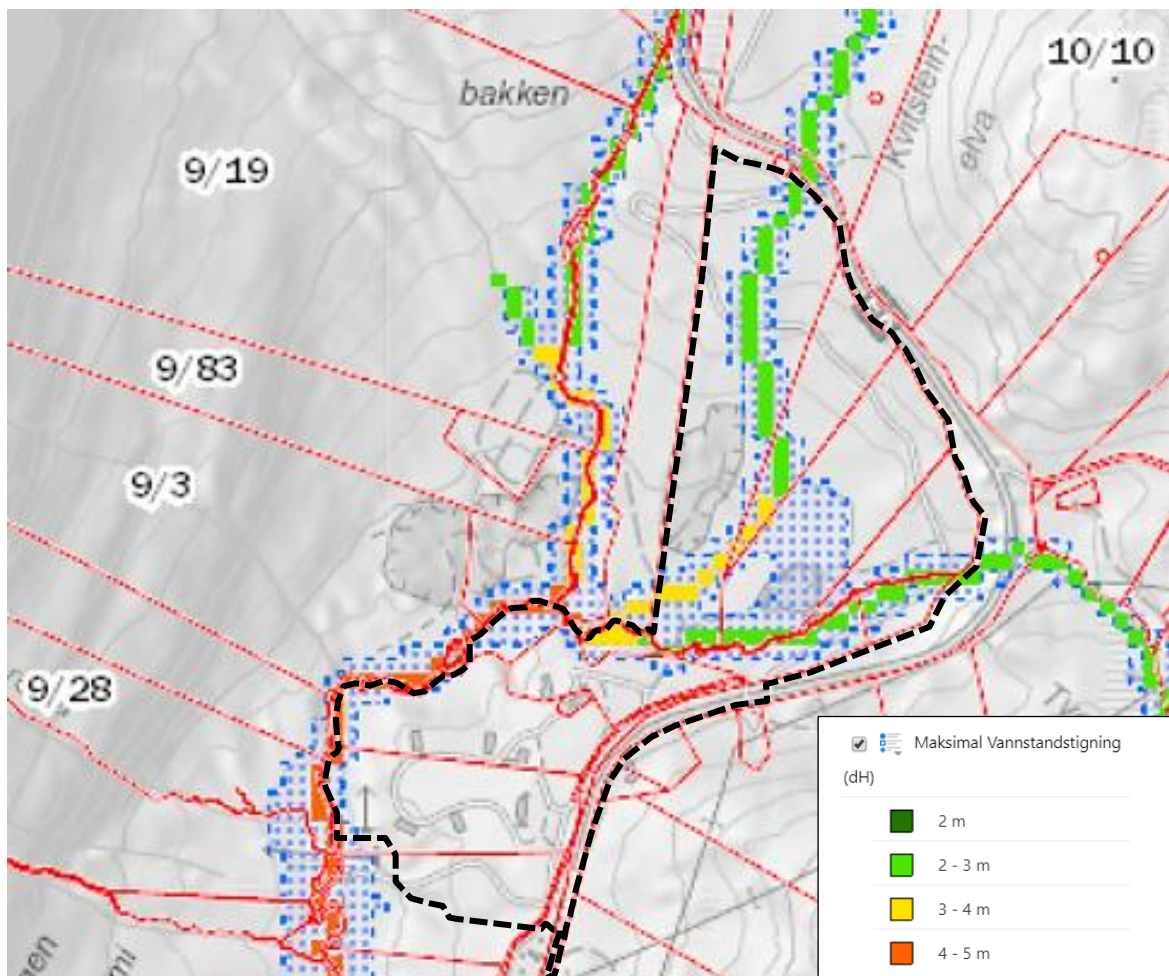 10/10
bakken
Kvitstein-
elva
9/19
9/83
9/3
9/28
Maksimal Vannstandstigning
(dH)
2 m
2 - 3 m
3 - 4 m
4 - 5 m